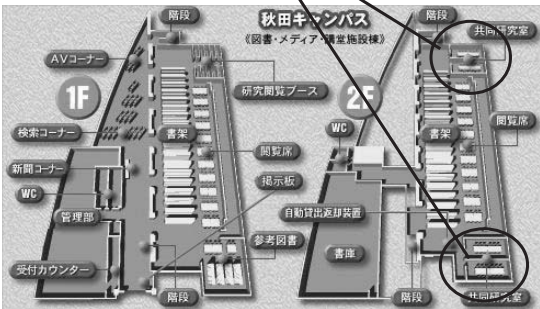 秋田キャンパス
《図書・メディア・講堂施設棟》
1F
階段
AVコーナー
研究閲覧ブース
検索コーナー
書架
新聞コーナー
閲覧席
WC
掲示板
管理部
参考図書
受付カウンター
階段
2F
階段
共同研究室
WC
書架
閲覧席
自動貸出返却装置
書庫
階段
共同研究室